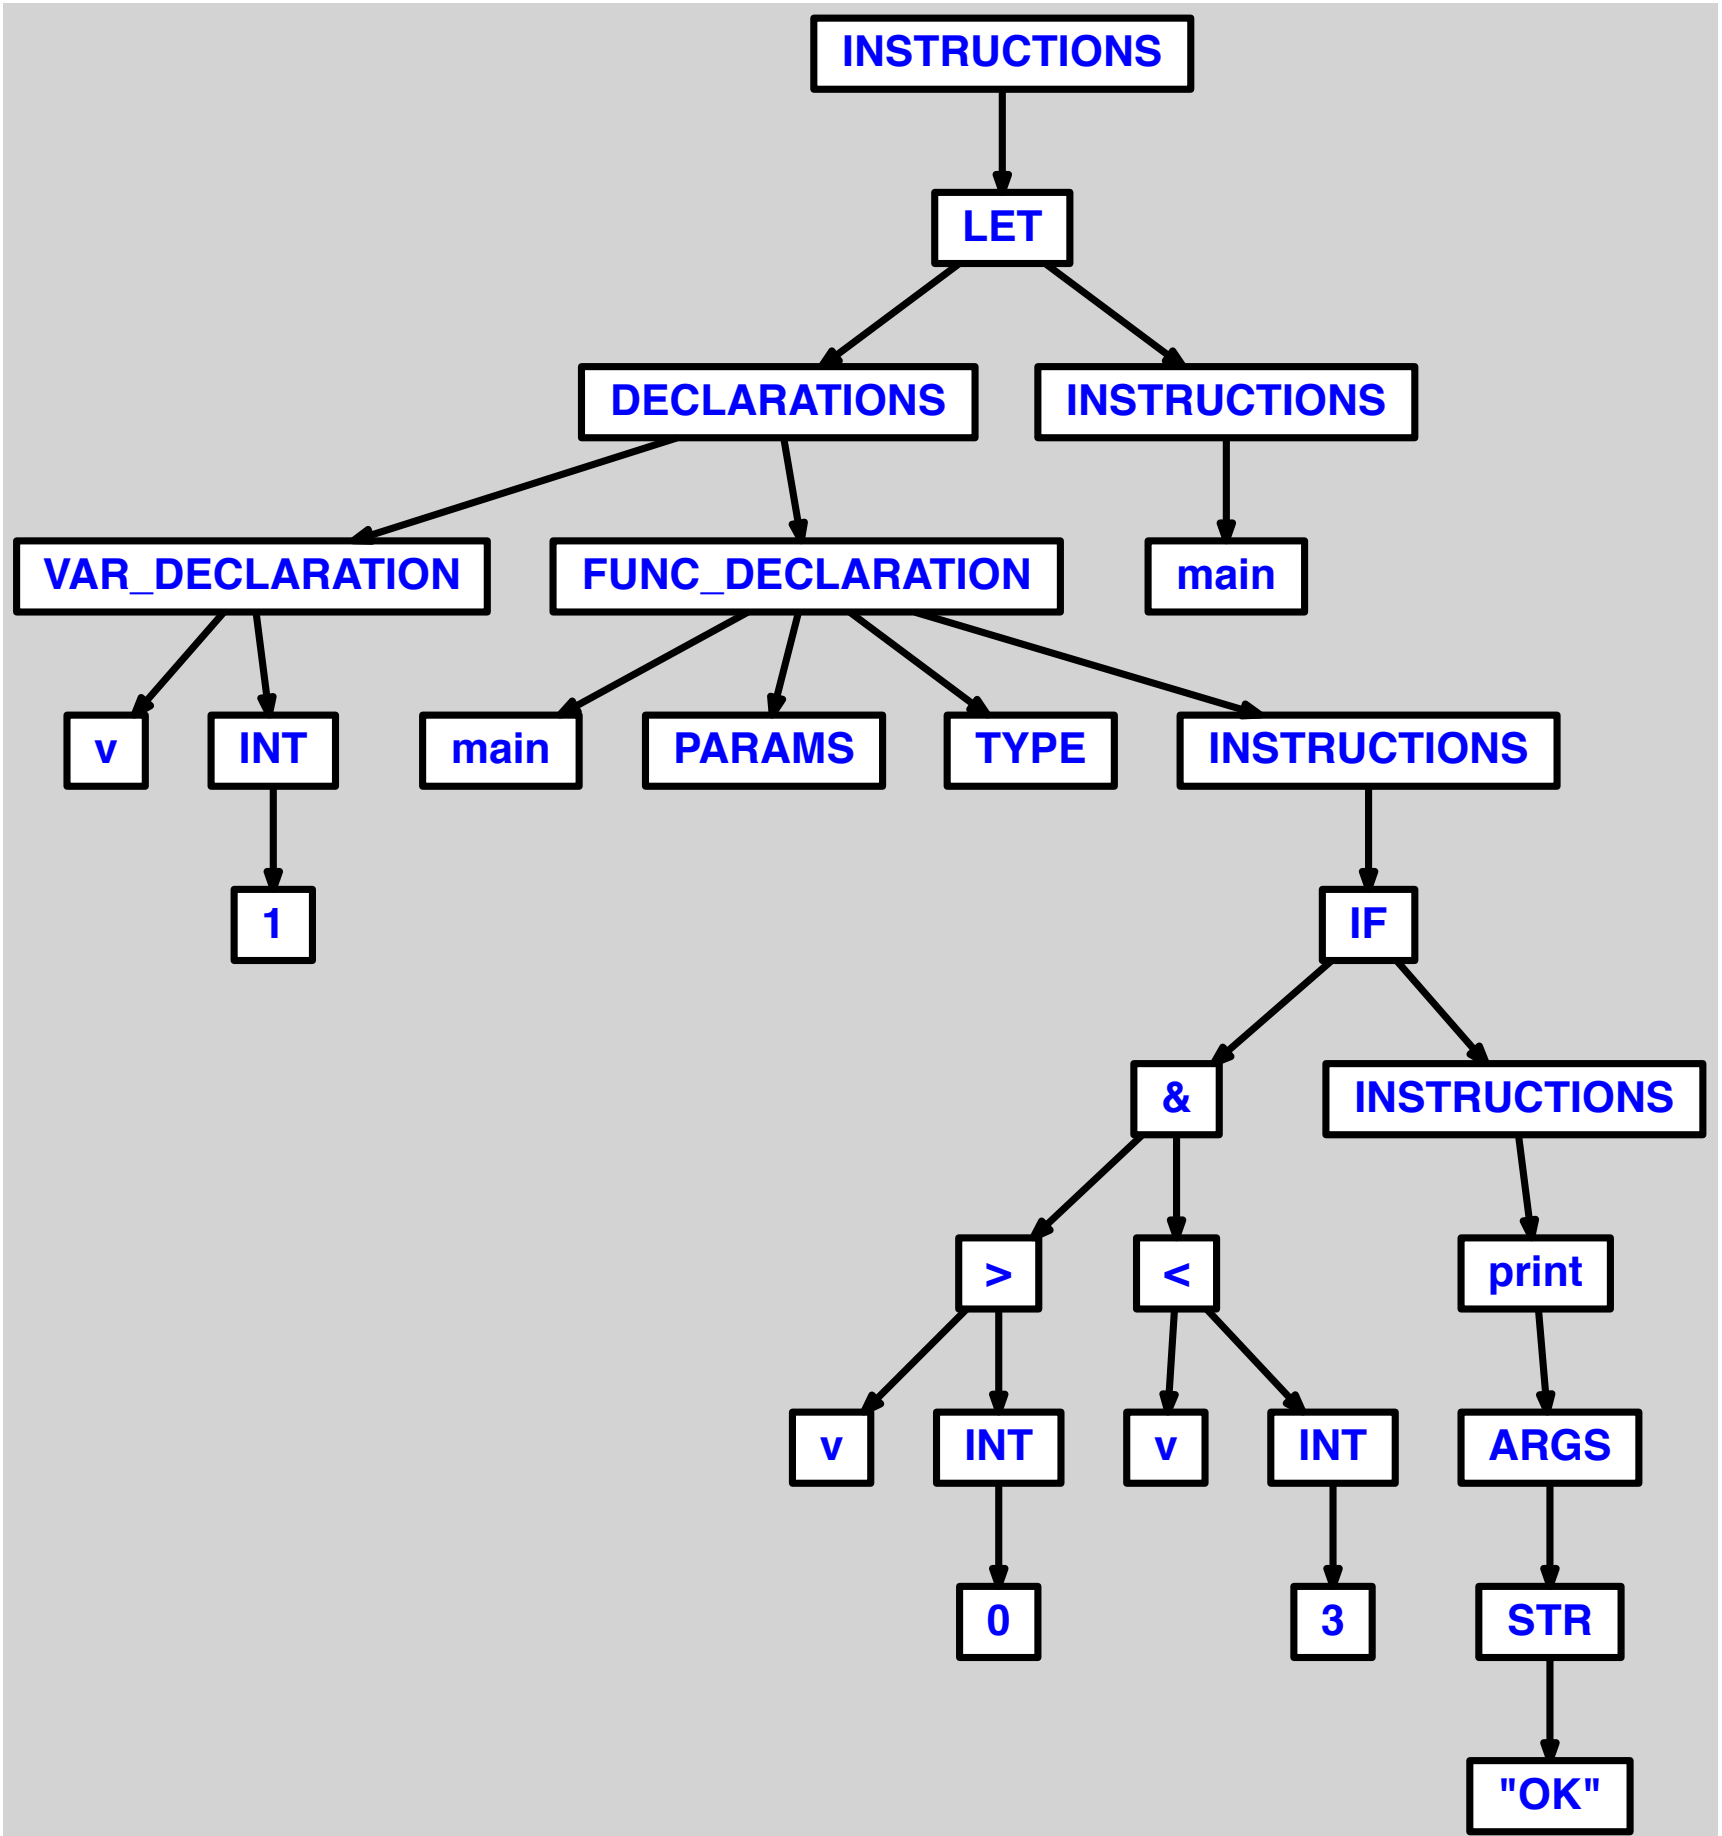 INSTRUCTIONS
LET
DECLARATIONS
INSTRUCTIONS
VAR_DECLARATION
FUNC_DECLARATION
main
v
INT
main
PARAMS
TYPE
INSTRUCTIONS
1
IF
&
INSTRUCTIONS
>
<
print
v
INT
v
INT
ARGS
0
3
STR
"OK"